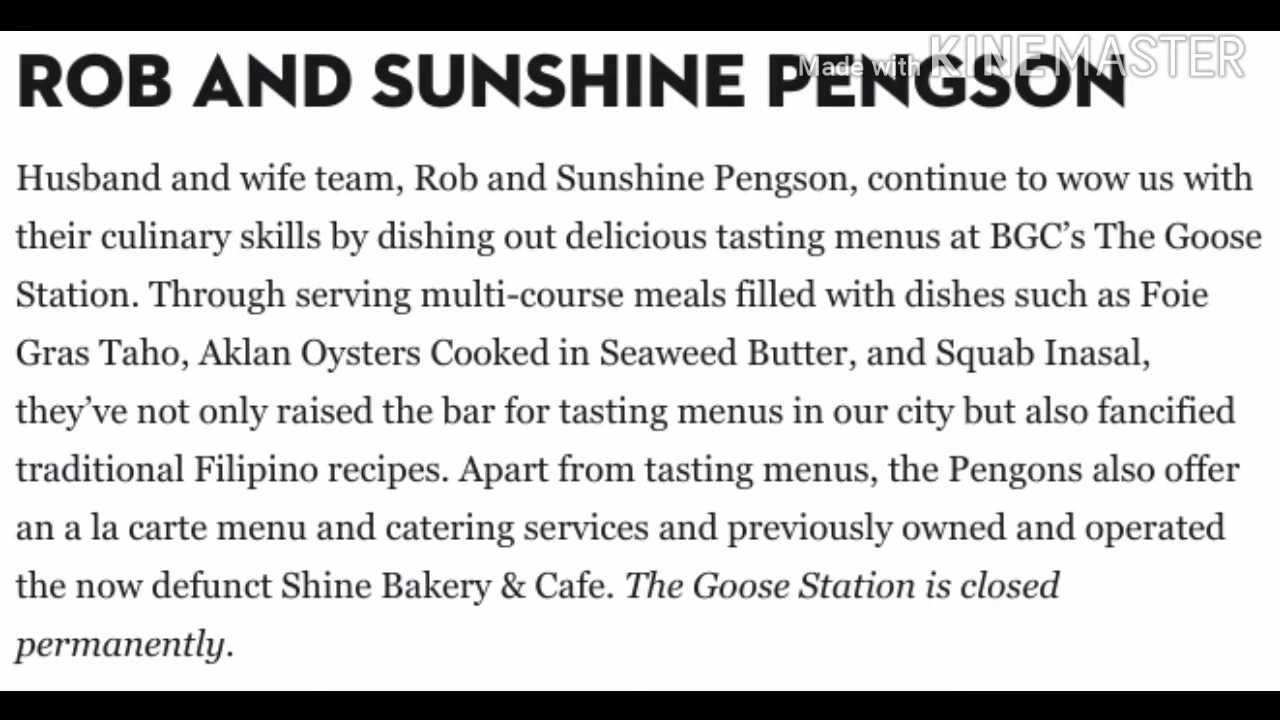 ROB AND SUNSHINE PENGSON
Made with KINEMASTER
Husband and wife team, Rob and Sunshine Pengson, continue to wow us with
their culinary skills by dishing out delicious tasting menus at BGC’s The Goose
Station. Through serving multi-course meals filled with dishes such as Foie
Gras Taho, Aklan Oysters Cooked in Seaweed Butter, and Squab Inasal,
they’ve not only raised the bar for tasting menus in our city but also fancified
traditional Filipino recipes. Apart from tasting menus, the Pengons also offer
an a la carte menu and catering services and previously owned and operated
the now defunct Shine Bakery & Cafe. The Goose Station is closed
permanently.